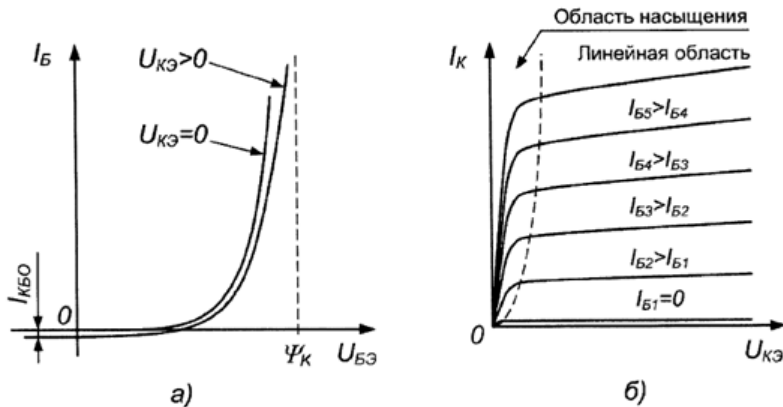 I_Б
U_КЭ>0
U_КЭ=0
I_КБО
0
Ψ_К
U_БЭ
а)
Область насыщения
I_К
Линейная область
I_Б5>I_Б4
I_Б4>I_Б3
I_Б3>I_Б2
I_Б2>I_Б1
I_Б1=0
0
U_КЭ
б)